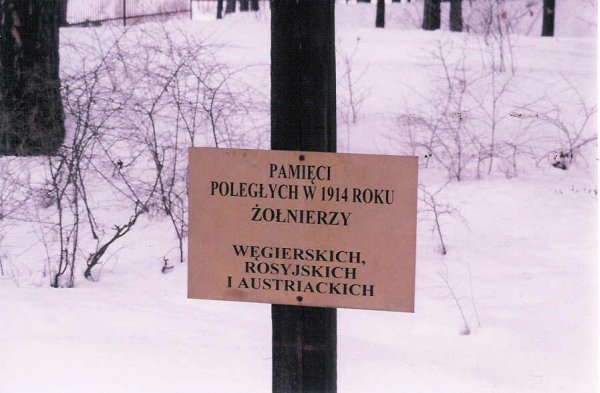 PAMIĘCI
POLEGŁYCH W 1914 ROKU
ŻOŁNIERZY
WĘGIERSKICH,
ROSYJSKICH
I AUSTRIACKICH